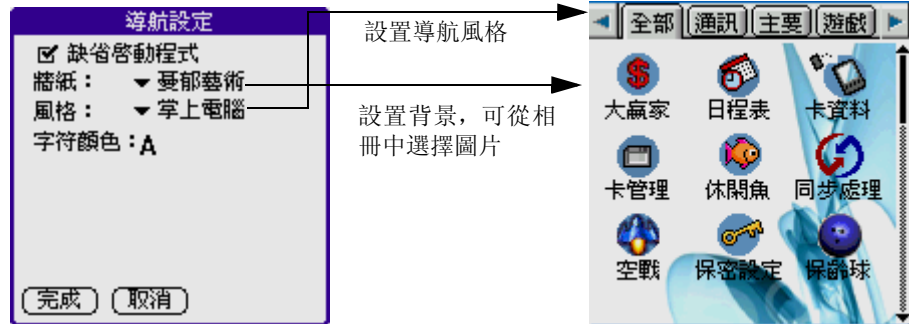 導航設定
缺省啓動程式
牆紙：
憂郁藝術
風格：
掌上電腦
字符顏色：A
完成
取消
設置導航風格
設置背景，可從相
冊中選擇圖片
全部
通訊
主要
遊戲
大贏家
日程表
卡資料
卡管理
休閑魚
同步處理
空戰
保密設定
保齡球